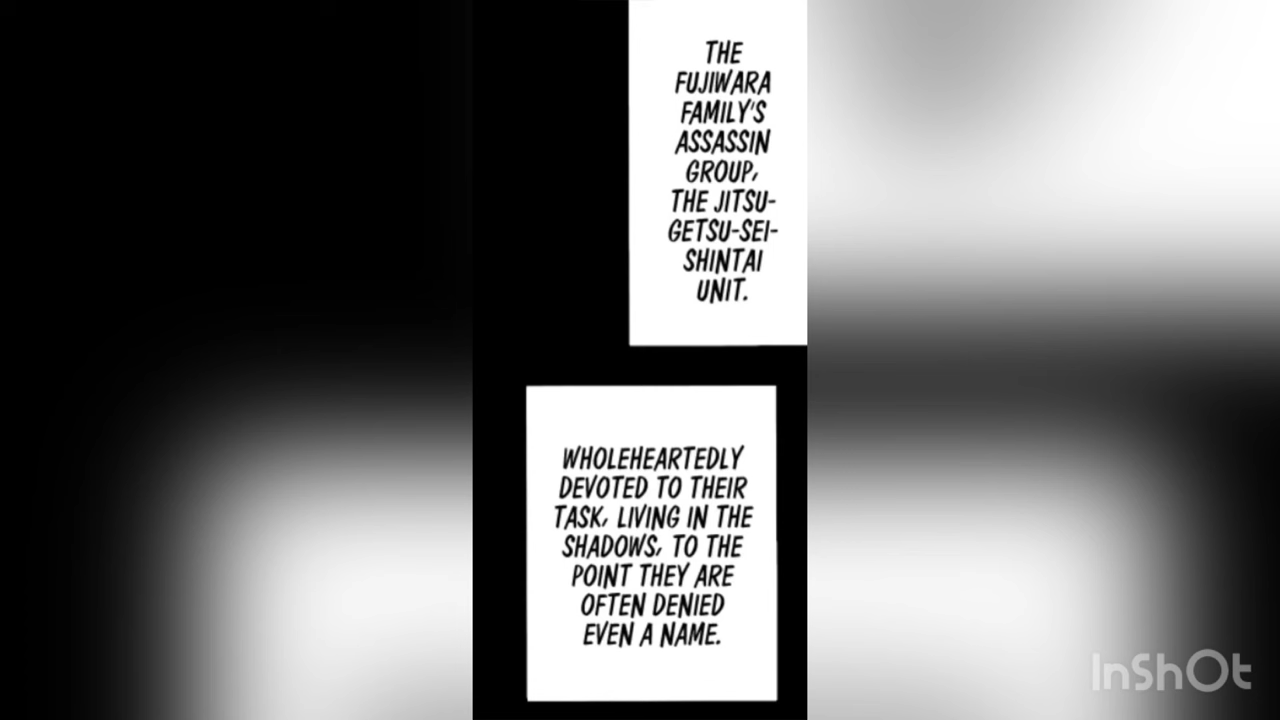 THE
FUJIWARA
FAMILY'S
ASSASSIN
GROUP,
THE JITSU-
GETSU-SEI-
SHINTAI
UNIT.
WHOLEHEARTEDLY
DEVOTED TO THEIR
TASK, LIVING IN THE
SHADOWS, TO THE
POINT THEY ARE
OFTEN DENIED
EVEN A NAME.
InShOt